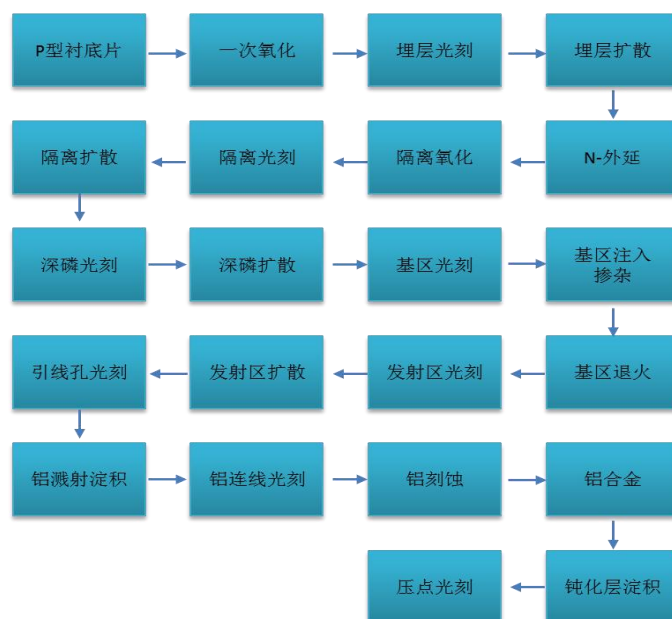 P型衬底片
一次氧化
埋层光刻
埋层扩散
隔离扩散
隔离光刻
隔离氧化
N-外延
深磷光刻
深磷扩散
基区光刻
基区注入
掺杂
引线孔光刻
发射区扩散
发射区光刻
基区退火
铝溅射淀积
铝连线光刻
铝刻蚀
铝合金
压点光刻
钝化层淀积